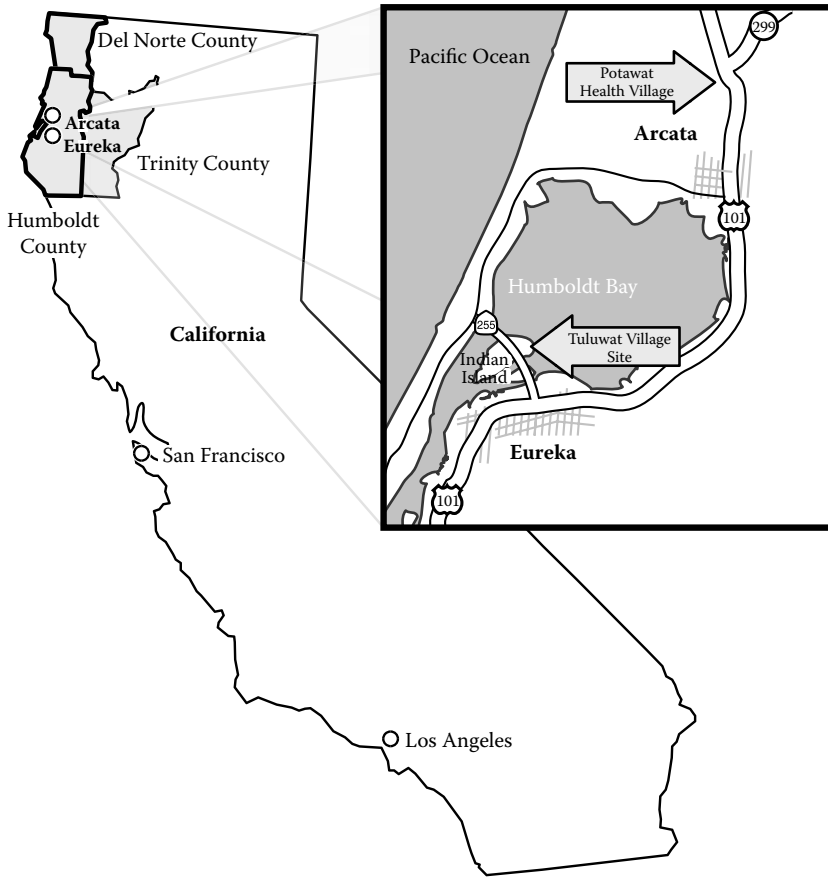 Del Norte County
Arcata
Eureka
Trinity County
Humboldt
County
California
San Francisco
Los Angeles
Pacific Ocean
299
Potawat
Health Village
Arcata
101
Humboldt Bay
255
Tuluwat Village
Site
Indian
Island
Eureka
101